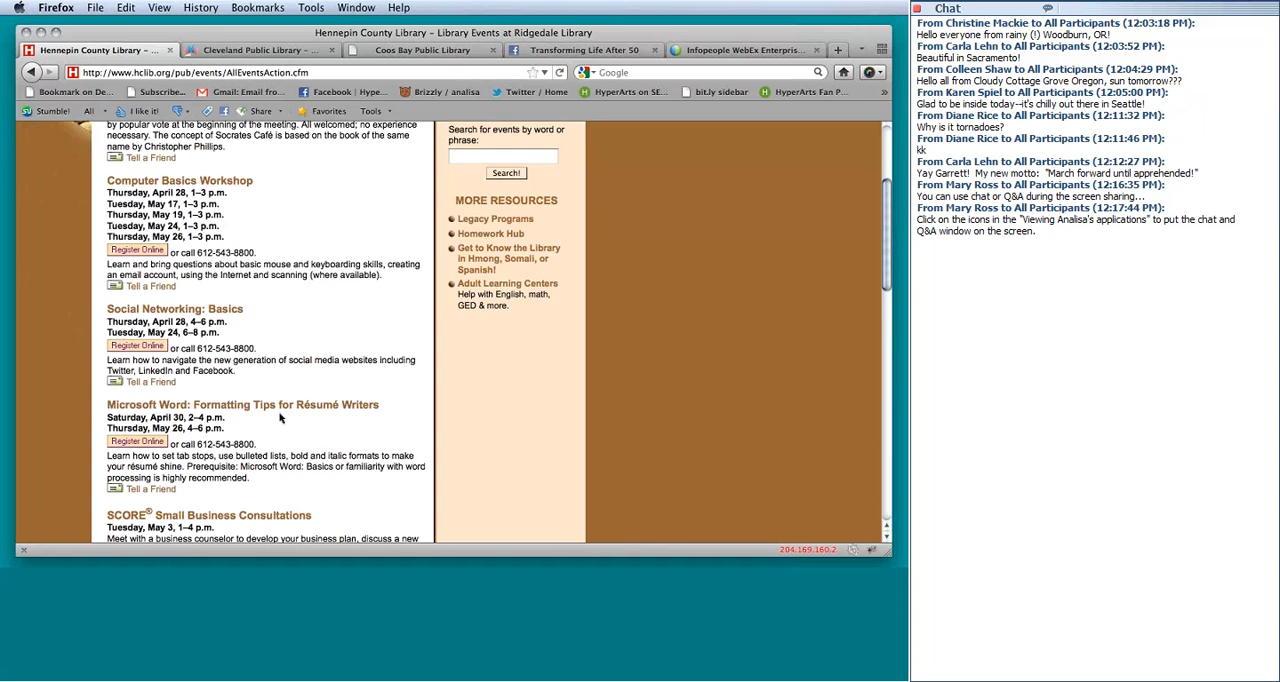 Firefox File Edit View History Bookmarks Tools Window Help
Hennepin County Library – Library Events at Ridgedale Library
Hennepin County Library – ... Cleveland Public Library – ... Coos Bay Public Library Transforming Life After 50 Infopeople WebEx Enterpris...
http://www.hclib.org/pub/events/AllEventsAction.cfm Google
Bookmark on De... Subscribe... Gmail: Email fro... Facebook | Hype... Brizzly / analisa Twitter / Home HyperArts on SE... bit.ly sidebar HyperArts Fan P... »
Stumble! All I like it! Share Favorites Tools
by popular vote at the beginning of the meeting. All welcome; no experience
necessary. The concept of Socrates Café is based on the book of the same
name by Christopher Phillips.
Tell a Friend
Computer Basics Workshop
Thursday, April 28, 1–3 p.m.
Tuesday, May 17, 1–3 p.m.
Thursday, May 19, 1–3 p.m.
Tuesday, May 24, 1–3 p.m.
Thursday, May 26, 1–3 p.m.
Register Online or call 612-543-8800.
Learn and bring questions about basic mouse and keyboarding skills, creating
an email account, using the Internet and scanning (where available).
Tell a Friend
Social Networking: Basics
Thursday, April 28, 4–6 p.m.
Tuesday, May 24, 6–8 p.m.
Register Online or call 612-543-8800.
Learn how to navigate the new generation of social media websites including
Twitter, LinkedIn and Facebook.
Tell a Friend
Microsoft Word: Formatting Tips for Résumé Writers
Saturday, April 30, 2–4 p.m.
Thursday, May 26, 4–6 p.m.
Register Online or call 612-543-8800.
Learn how to set tab stops, use bulleted lists, bold and italic formats to make
your résumé shine. Prerequisite: Microsoft Word: Basics or familiarity with word
processing is highly recommended.
Tell a Friend
SCORE® Small Business Consultations
Tuesday, May 3, 1–4 p.m.
Meet with a business counselor to develop your business plan, discuss a new
Search for events by word or
phrase:
Search!
MORE RESOURCES
Legacy Programs
Homework Hub
Get to Know the Library
in Hmong, Somali, or
Spanish!
Adult Learning Centers
Help with English, math,
GED & more.
204.169.160.2
Chat
From Christine Mackie to All Participants (12:03:18 PM):
Hello everyone from rainy (!) Woodburn, OR!
From Carla Lehn to All Participants (12:03:52 PM):
Beautiful in Sacramento!
From Colleen Shaw to All Participants (12:04:29 PM):
Hello all from Cloudy Cottage Grove Oregon, sun tomorrow???
From Karen Spiel to All Participants (12:05:00 PM):
Glad to be inside today--it's chilly out there in Seattle!
From Diane Rice to All Participants (12:11:32 PM):
Why is it tornadoes?
From Diane Rice to All Participants (12:11:46 PM):
kk
From Carla Lehn to All Participants (12:12:27 PM):
Yay Garrett! My new motto: "March forward until apprehended!"
From Mary Ross to All Participants (12:16:35 PM):
You can use chat or Q&A during the screen sharing...
From Mary Ross to All Participants (12:17:44 PM):
Click on the icons in the "Viewing Analisa's applications" to put the chat and
Q&A window on the screen.